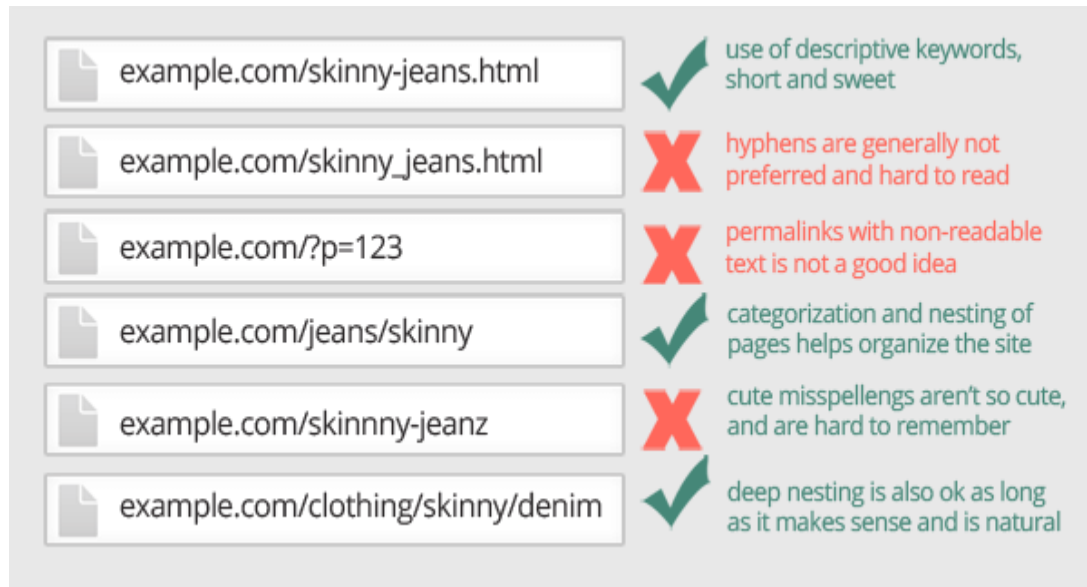 example.com/skinny-jeans.html
use of descriptive keywords,
short and sweet
example.com/skinny_jeans.html
hyphens are generally not
preferred and hard to read
example.com/?p=123
permalinks with non-readable
text is not a good idea
example.com/jeans/skinny
categorization and nesting of
pages helps organize the site
example.com/skinnny-jeanz
cute misspellengs aren't so cute,
and are hard to remember
example.com/clothing/skinny/denim
deep nesting is also ok as long
as it makes sense and is natural